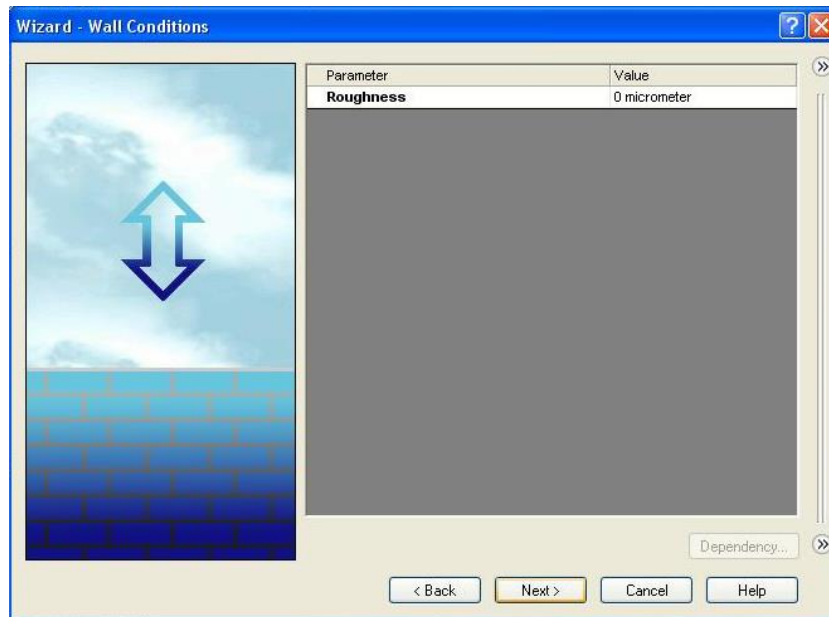 Wizard - Wall Conditions
Parameter Value
Roughness 0 micrometer
Dependency...
< Back Next > Cancel Help